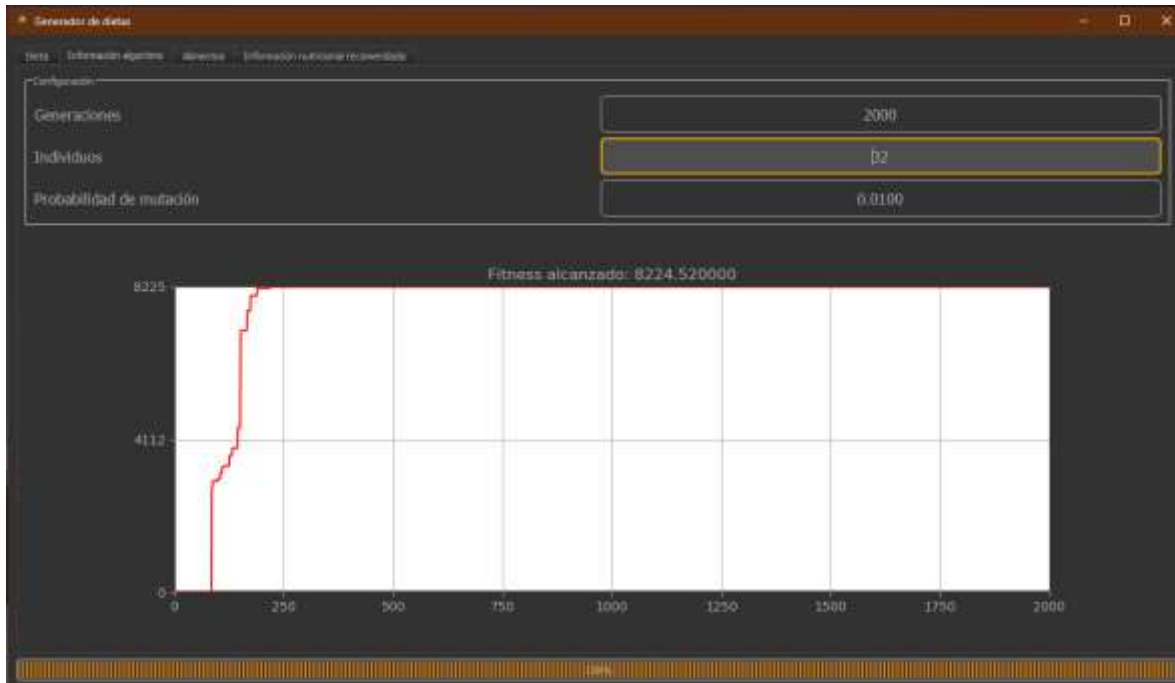 Generador de dietas
Dieta Información algoritmo Alimentos Información nutricional recomendada
Configuración
Generaciones 2000
Individuos 32
Probabilidad de mutación 0.0100
Fitness alcanzado: 8224.520000
8225
4112
0
0 250 500 750 1000 1250 1500 1750 2000
100%